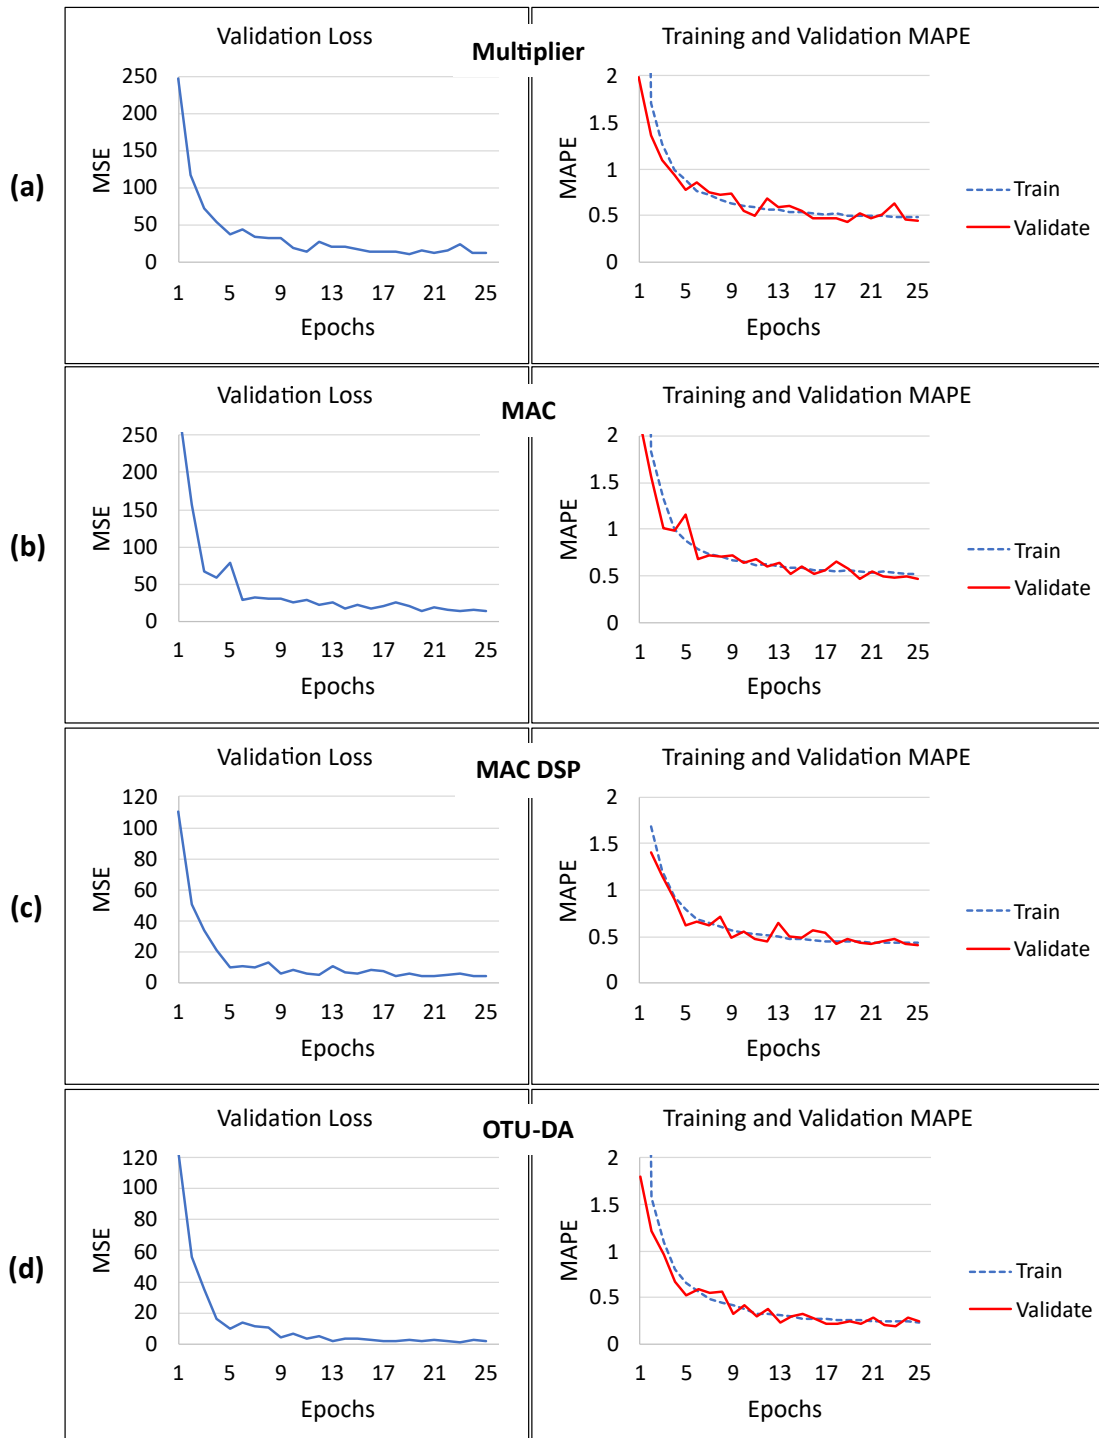 Validation Loss
Multiplier
Training and Validation MAPE
(a)
MSE
250
200
150
100
50
0
1 5 9 13 17 21 25
Epochs
MAPE
2
1.5
1
0.5
0
1 5 9 13 17 21 25
Epochs
Train
Validate
Validation Loss
MAC
Training and Validation MAPE
(b)
MSE
250
200
150
100
50
0
1 5 9 13 17 21 25
Epochs
MAPE
2
1.5
1
0.5
0
1 5 9 13 17 21 25
Epochs
Train
Validate
Validation Loss
MAC DSP
Training and Validation MAPE
(c)
MSE
120
100
80
60
40
20
0
1 5 9 13 17 21 25
Epochs
MAPE
2
1.5
1
0.5
0
1 5 9 13 17 21 25
Epochs
Train
Validate
Validation Loss
OTU-DA
Training and Validation MAPE
(d)
MSE
120
100
80
60
40
20
0
1 5 9 13 17 21 25
Epochs
MAPE
2
1.5
1
0.5
0
1 5 9 13 17 21 25
Epochs
Train
Validate